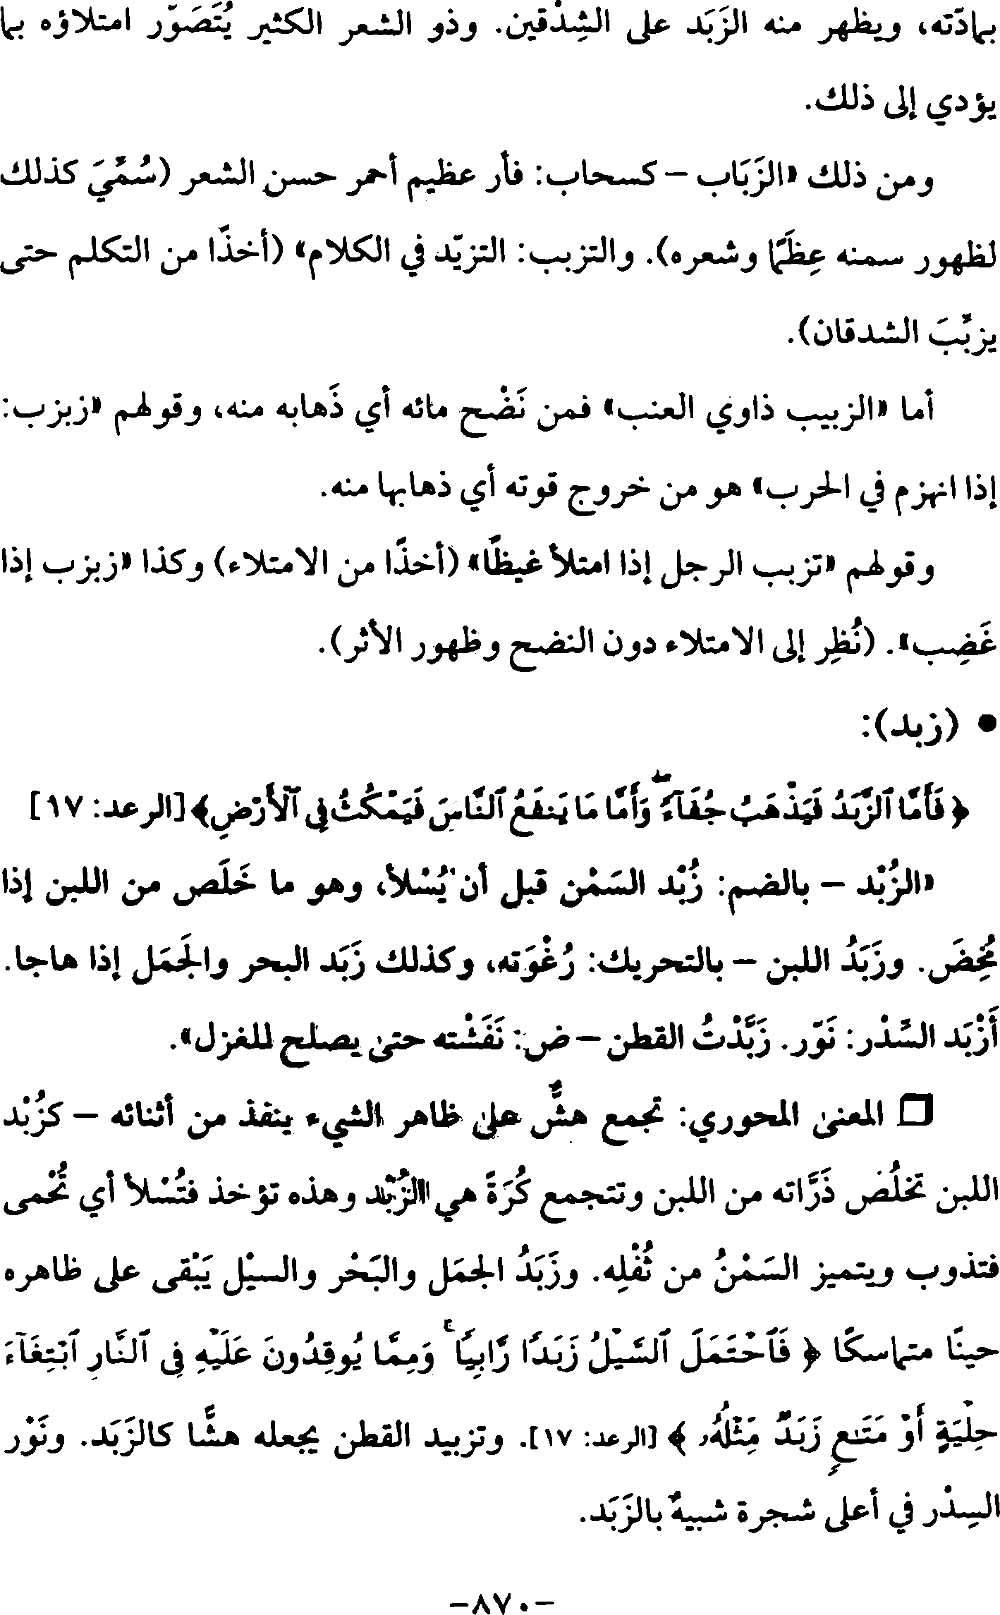 بمادّته، ويظهر منه الزَبَد على الشِدْقين. وذو الشعر الكثير يُتَصَوّر امتلاؤه بما
يؤدي إلى ذلك.
ومن ذلك «الزَبَاب – كسحاب: فأر عظيم أحمر حسن الشعر (سُمِّيَ كذلك
لظهور سمنه عِظَمًا وشعره). والتزبب: التزيّد في الكلام» (أخذًا من التكلم حتى
يزبِّبَ الشدقان).
أما «الزبيب ذاوي العنب» فمن نَضْح مائه أي ذَهابه منه، وقولهم «زبزب:
إذا انهزم في الحرب» هو من خروج قوته أي ذهابها منه.
وقولهم «تزبب الرجل إذا امتلأ غيظًا» (أخذًا من الامتلاء) وكذا «زبزب إذا
غَضِب». (نُظِر إلى الامتلاء دون النضح وظهور الأثر).
• (زبد):
﴿ فَأَمَّا ٱلزَّبَدُ فَيَذْهَبُ جُفَآءً ۖ وَأَمَّا مَا يَنفَعُ ٱلنَّاسَ فَيَمْكُثُ فِى ٱلْأَرْضِ ﴾ [الرعد: ١٧]
«الزُبْد – بالضم: زُبْد السَمْن قبل أن يُسْلأ، وهو ما خَلَص من اللبن إذا
مُخِضَ. وزَبَدُ اللبن – بالتحريك: رُغْوَته، وكذلك زَبَد البحر والجَمَل إذا هاجا.
أَزْبَد السِّدْر: نَوّر. زَبَّدْتُ القطن – ض: نَفَشْته حتى يصلح للغزل».
❒ المعنى المحوري: تجمع هشٌّ على ظاهر الشيء ينفذ من أثنائه – كزُبْد
اللبن تخلُص ذَرَّاته من اللبن وتتجمع كُرَةً هي الزُبْد وهذه تؤخذ فتُسْلأ أي تُحْمى
فتذوب ويتميز السَمْنُ من ثُفْلِه. وزَبَدُ الجمَل والبَحْر والسيْل يَبْقى على ظاهره
حينًا متماسكًا ﴿ فَٱحْتَمَلَ ٱلسَّيْلُ زَبَدًا رَّابِيًا ۚ وَمِمَّا يُوقِدُونَ عَلَيْهِ فِى ٱلنَّارِ ٱبْتِغَآءَ
حِلْيَةٍ أَوْ مَتَـٰعٍ زَبَدٌ مِّثْلُهُۥ ﴾ [الرعد: ١٧]. وتزبيد القطن يجعله هشًّا كالزَبَد. ونَوْر
السِدْر في أعلى شجرة شبيهٌ بالزَبَد.
-٨٧٠-